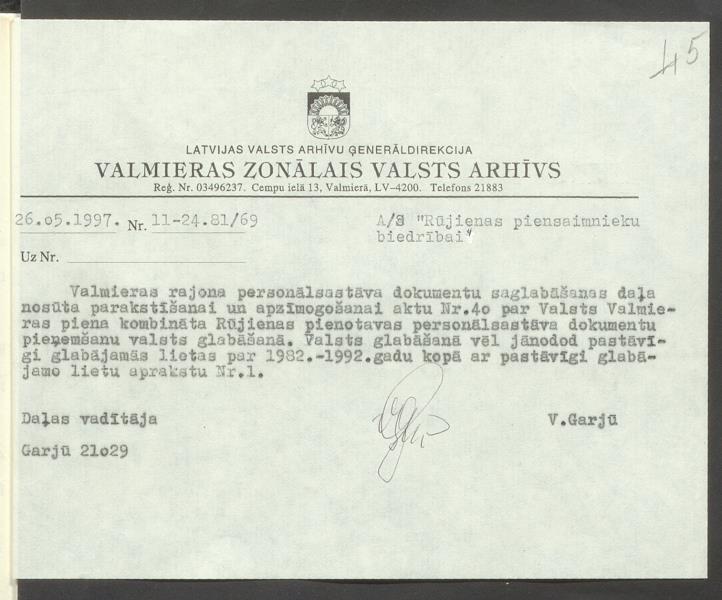 45
LATVIJAS VALSTS ARHĪVU ĢENERĀLDIREKCIJA
VALMIERAS ZONĀLAIS VALSTS ARHĪVS
Reģ. Nr. 03496237. Cempu ielā 13, Valmierā, LV–4200. Telefons 21883
26.o5.1997. Nr. 11-24.81/69
A/S "Rūjienas piensaimnieku
biedrībai"
Uz Nr.
Valmieras rajona personālsastāva dokumentu saglabāšanas daļa
nosūta parakstīšanai un apzīmogošanai aktu Nr.4o par Valsts Valmie-
ras piena kombināta Rūjienas pienotavas personālsastāva dokumentu
pieņemšanu valsts glabāšanā. Valsts glabāšanā vēl jānodod pastāvī-
gi glabājamās lietas par 1982.-1992.gadu kopā ar pastāvīgi glabā-
jamo lietu aprakstu Nr.1.
Daļas vadītāja V.Garjū
Garjū 21o29